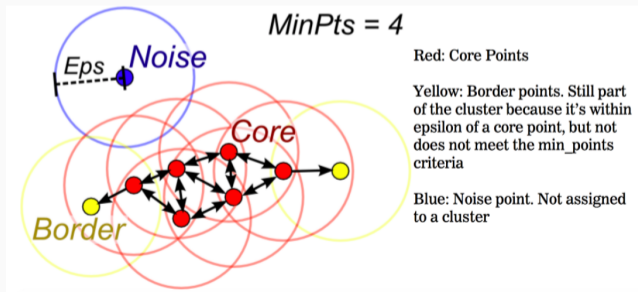 MinPts = 4
Eps
Noise
Core
Border
Red: Core Points
Yellow: Border points. Still part
of the cluster because it's within
epsilon of a core point, but not
does not meet the min_points
criteria
Blue: Noise point. Not assigned
to a cluster